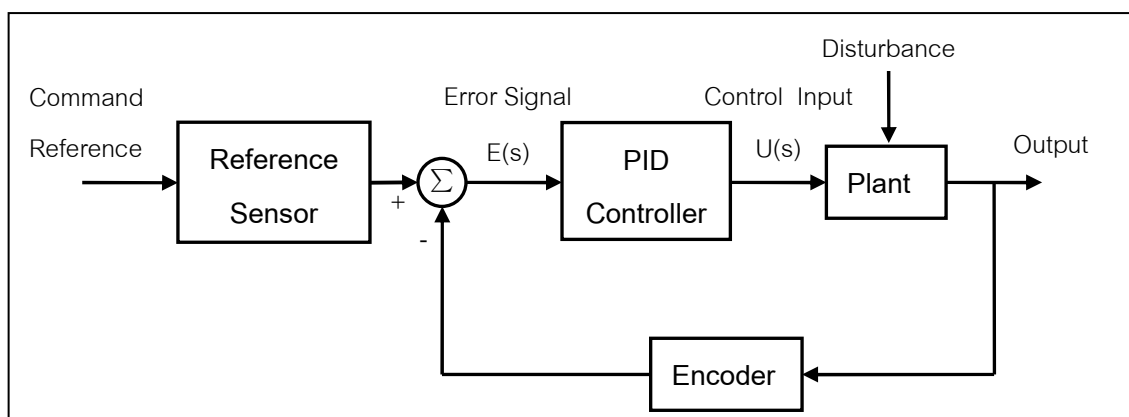 Disturbance
Command
Reference
Error Signal
Control Input
Reference
Sensor
+
-
Σ
E(s)
PID
Controller
U(s)
Plant
Output
Encoder